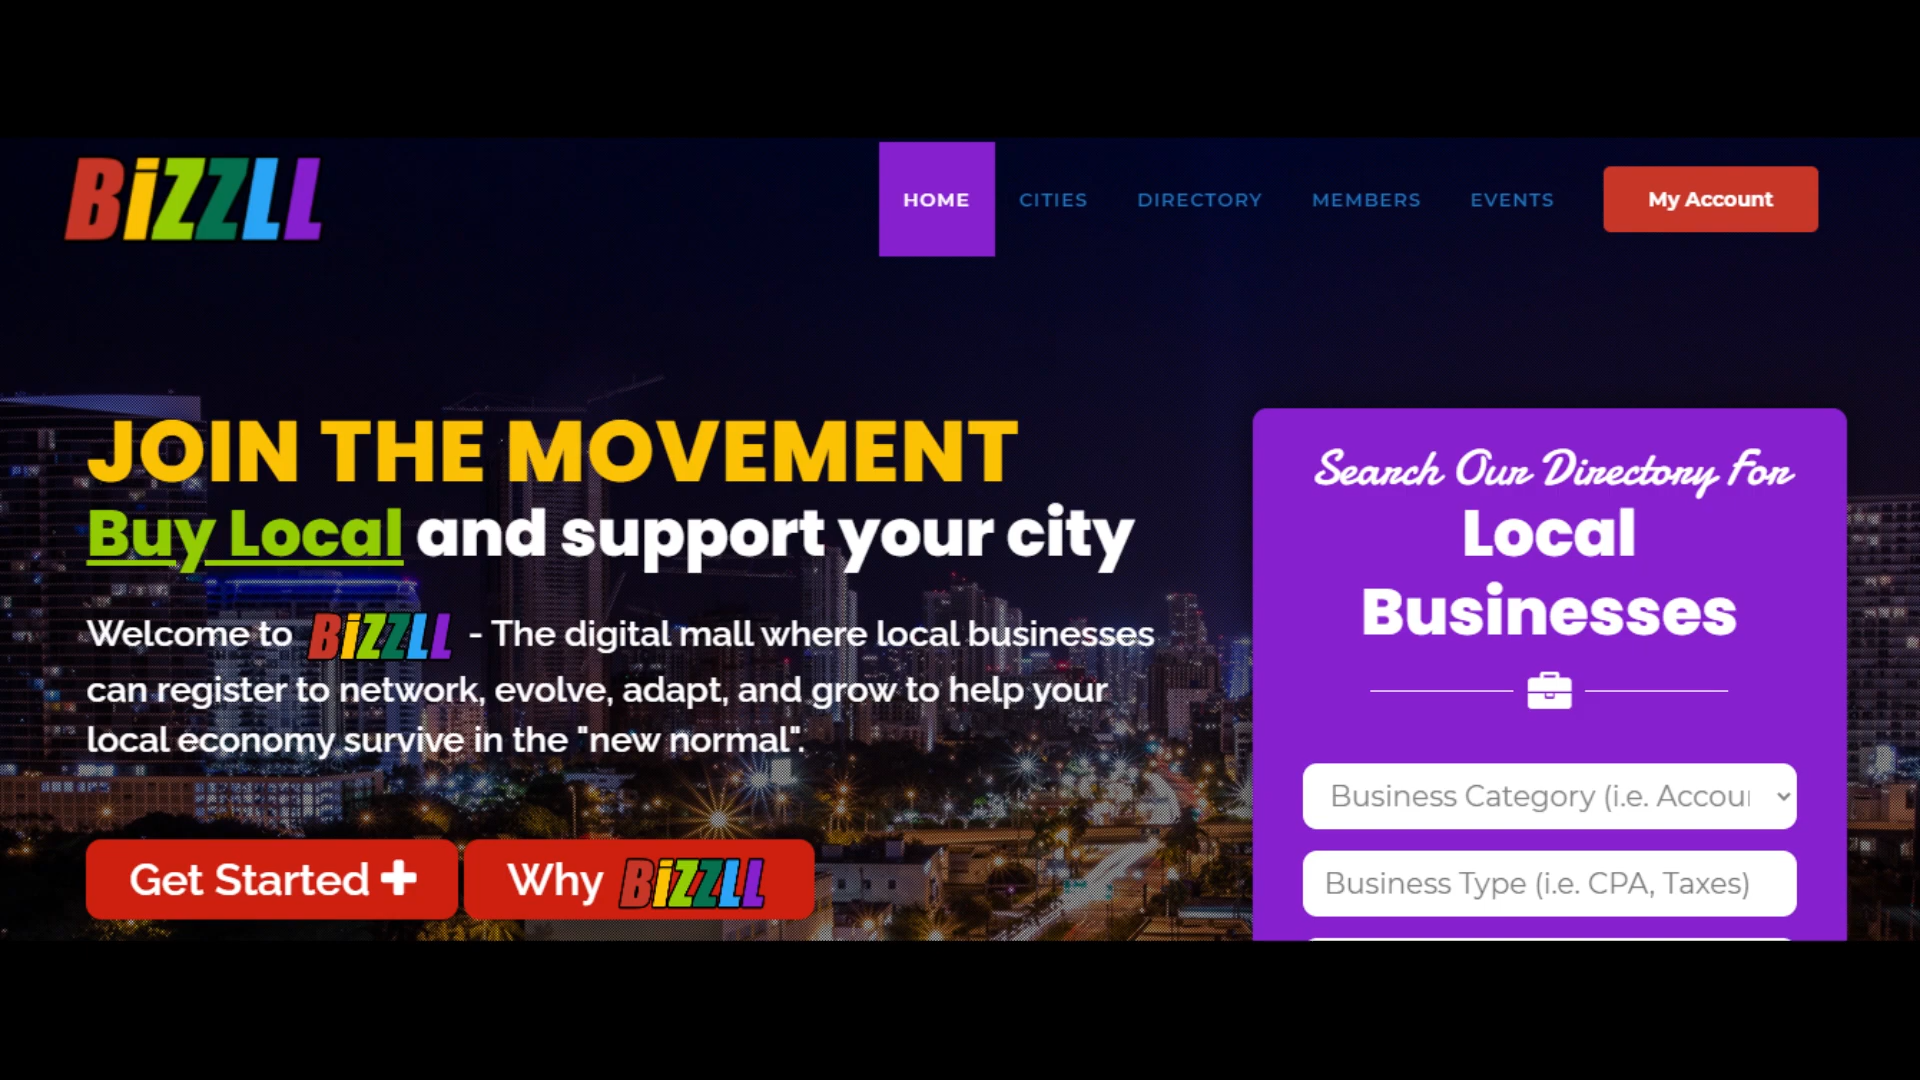 BiZZLL
HOME CITIES DIRECTORY MEMBERS EVENTS My Account
JOIN THE MOVEMENT
Buy Local and support your city
Welcome to BiZZLL - The digital mall where local businesses
can register to network, evolve, adapt, and grow to help your
local economy survive in the "new normal".
Get Started
Why BiZZLL
Search Our Directory For
Local
Businesses
Business Category (i.e. Accou
Business Type (i.e. CPA, Taxes)